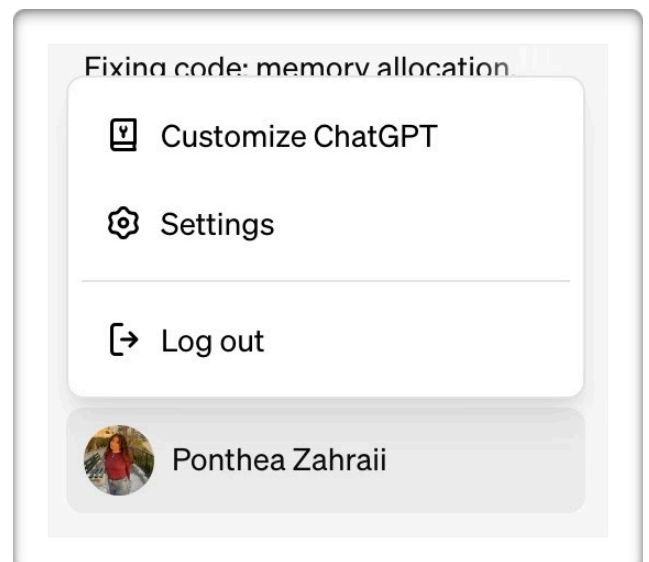 Fixing code: memory allocation.
Customize ChatGPT
Settings
Log out
Ponthea Zahraii